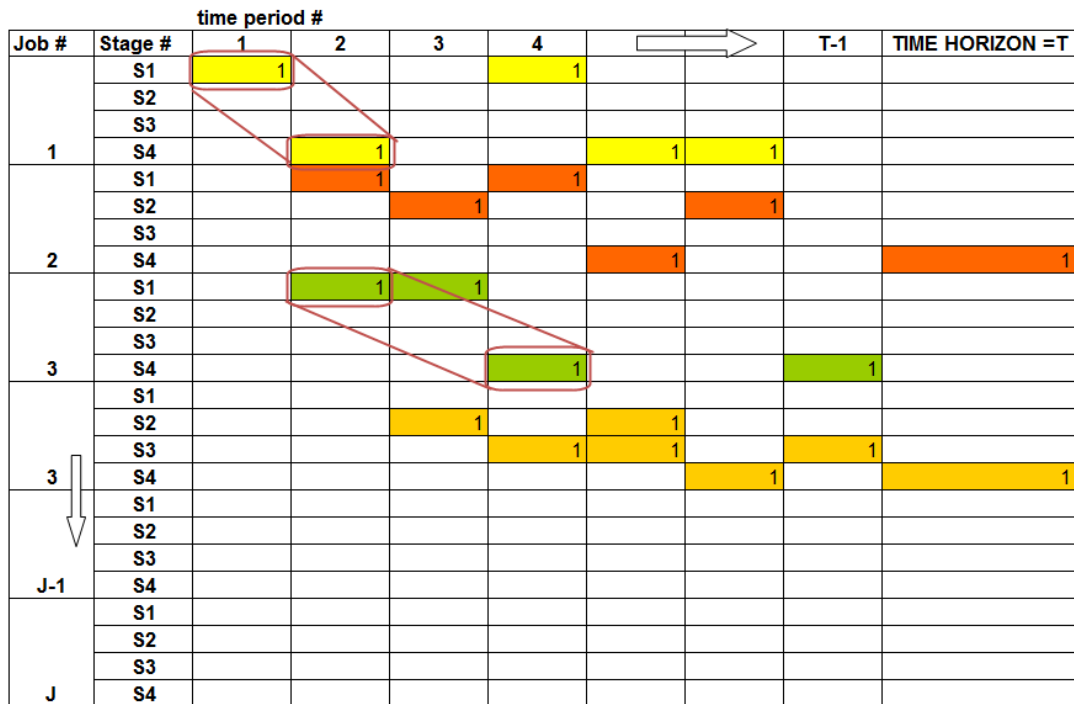 time period #
Job # Stage # 1 2 3 4 T-1 TIME HORIZON =T
S1 1 1
S2
S3
1 S4 1 1 1
S1 1 1
S2 1 1
S3
2 S4 1 1
S1 1 1
S2
S3
3 S4 1 1
S1
S2 1 1
S3 1 1 1
3 S4 1 1
S1
S2
S3
J-1 S4
S1
S2
S3
J S4